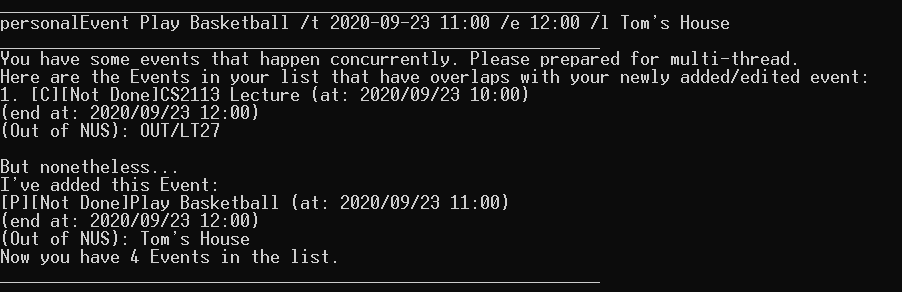 personalEvent Play Basketball /t 2020-09-23 11:00 /e 12:00 /l Tom's House
You have some events that happen concurrently. Please prepared for multi-thread.
Here are the Events in your list that have overlaps with your newly added/edited event:
1. [C][Not Done]CS2113 Lecture (at: 2020/09/23 10:00)
(end at: 2020/09/23 12:00)
(Out of NUS): OUT/LT27
But nonetheless...
I've added this Event:
[P][Not Done]Play Basketball (at: 2020/09/23 11:00)
(end at: 2020/09/23 12:00)
(Out of NUS): Tom's House
Now you have 4 Events in the list.